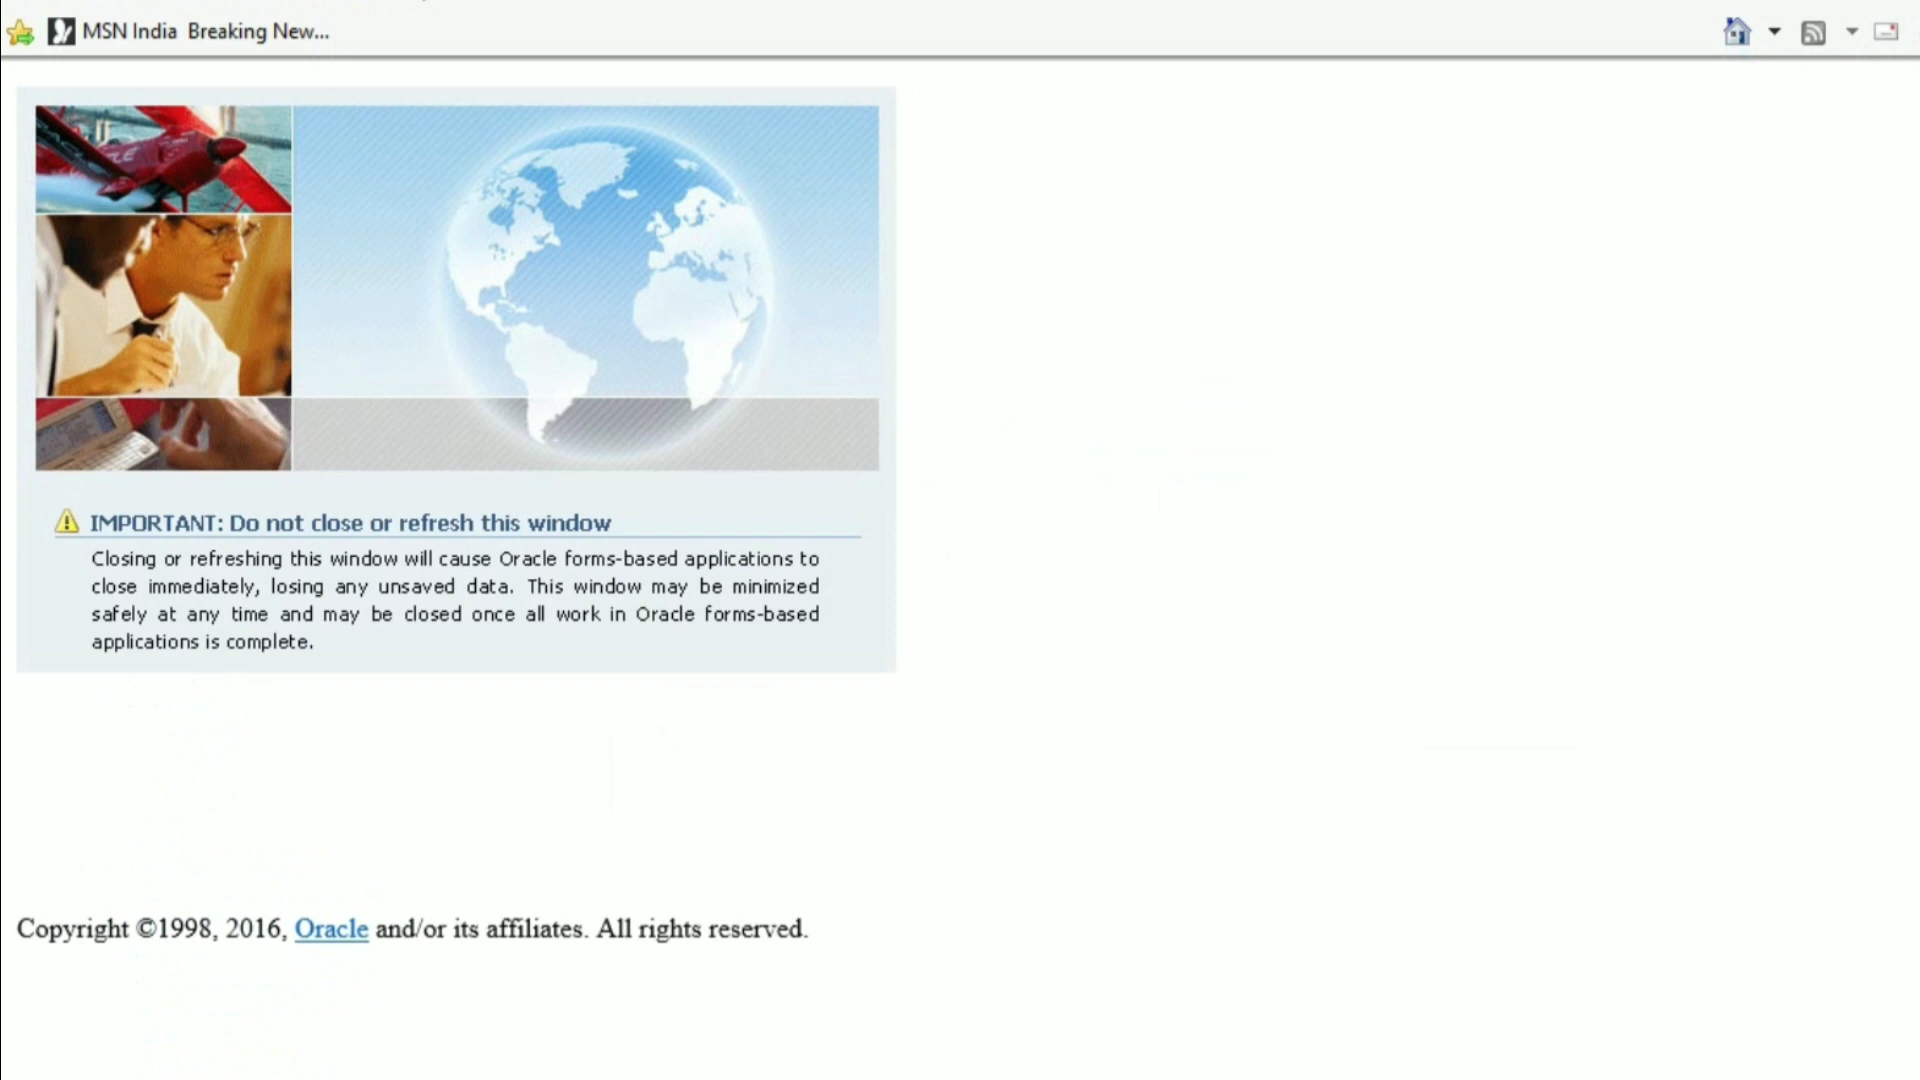 MSN India Breaking New...
IMPORTANT: Do not close or refresh this window
Closing or refreshing this window will cause Oracle forms-based applications to
close immediately, losing any unsaved data. This window may be minimized
safely at any time and may be closed once all work in Oracle forms-based
applications is complete.
Copyright ©1998, 2016, Oracle and/or its affiliates. All rights reserved.